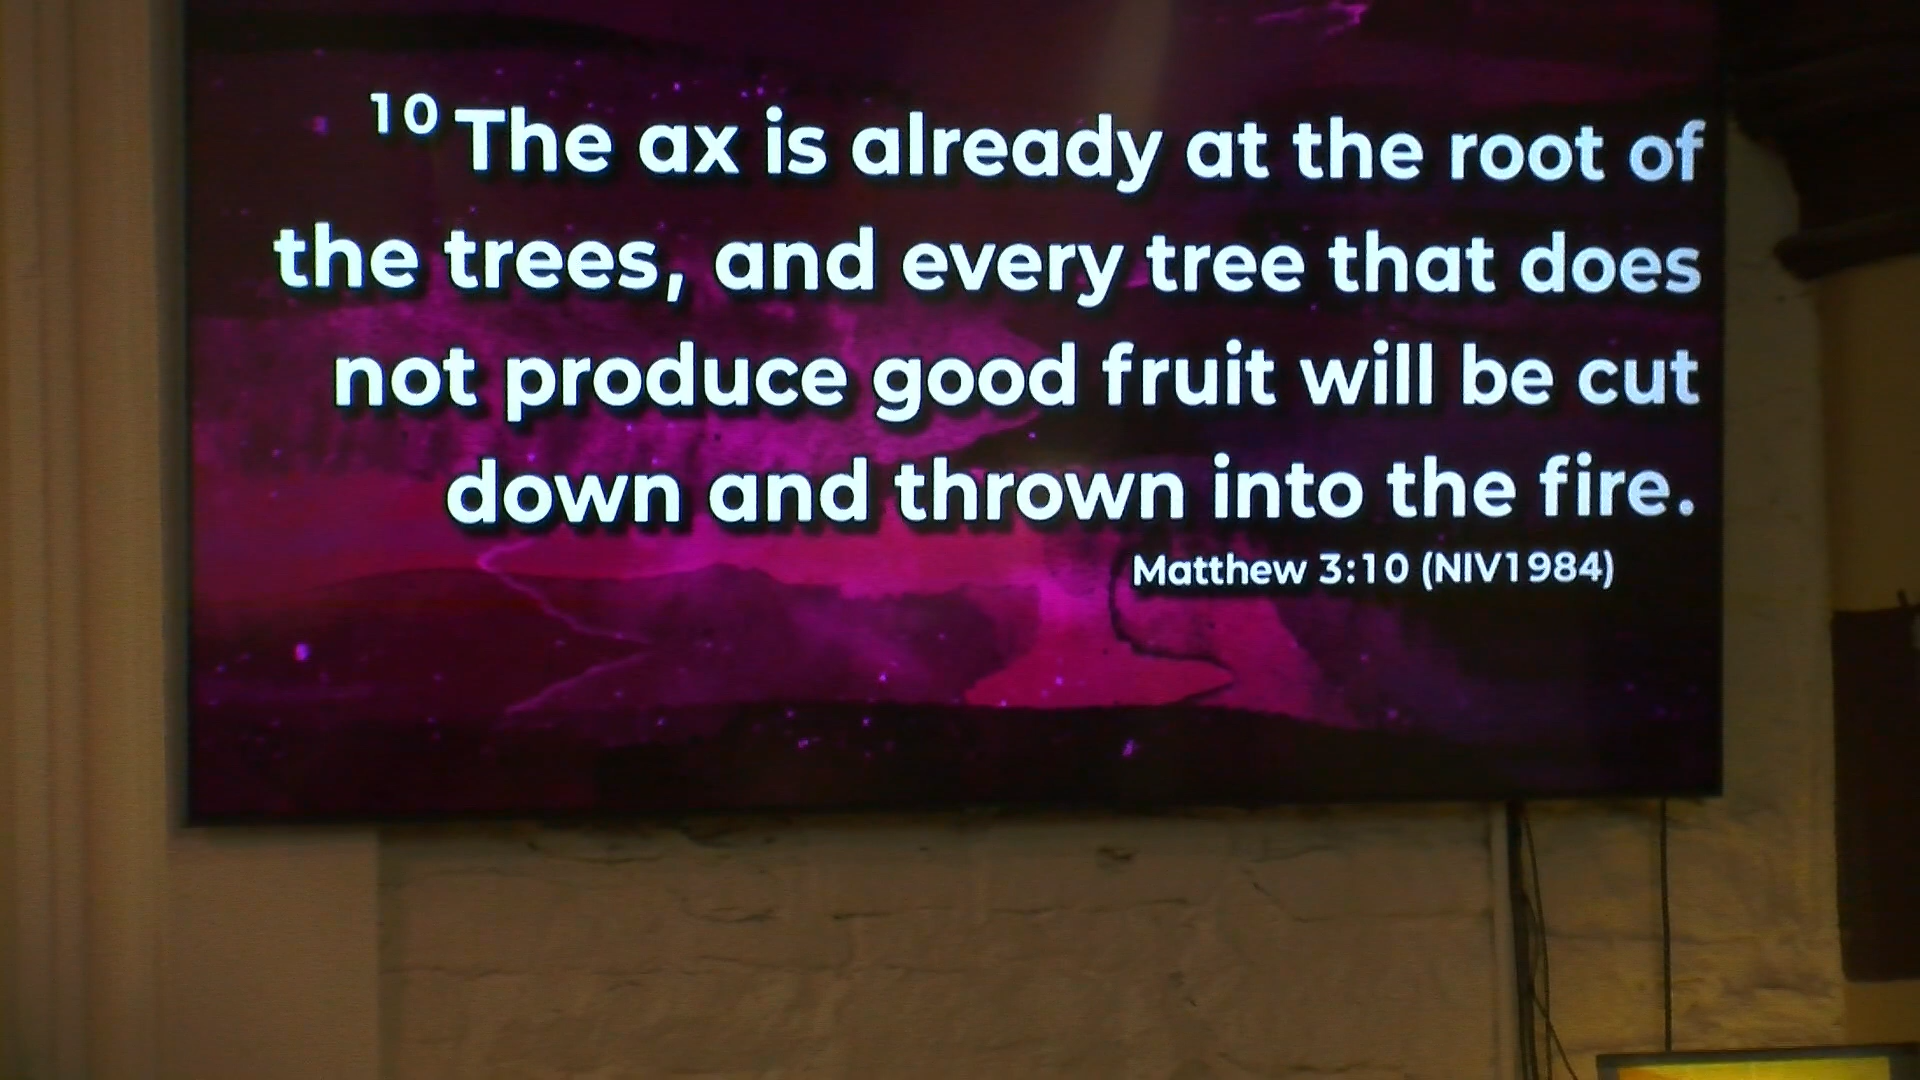 10 The ax is already at the root of
the trees, and every tree that does
not produce good fruit will be cut
down and thrown into the fire.
Matthew 3:10 (NIV1984)